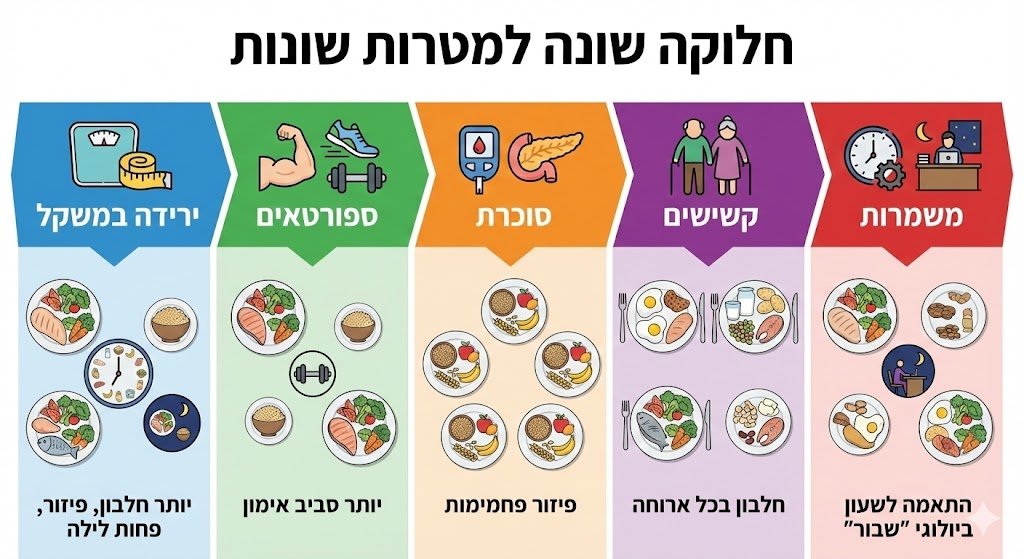 חלוקה שונה למטרות שונות
ירידה במשקל
ספורטאים
סוכרת
קשישים
משמרות
יותר חלבון, פיזור,
פחות לילה
יותר סביב אימון
פיזור פחמימות
חלבון בכל ארוחה
התאמה לשעון
ביולוגי "שבור"